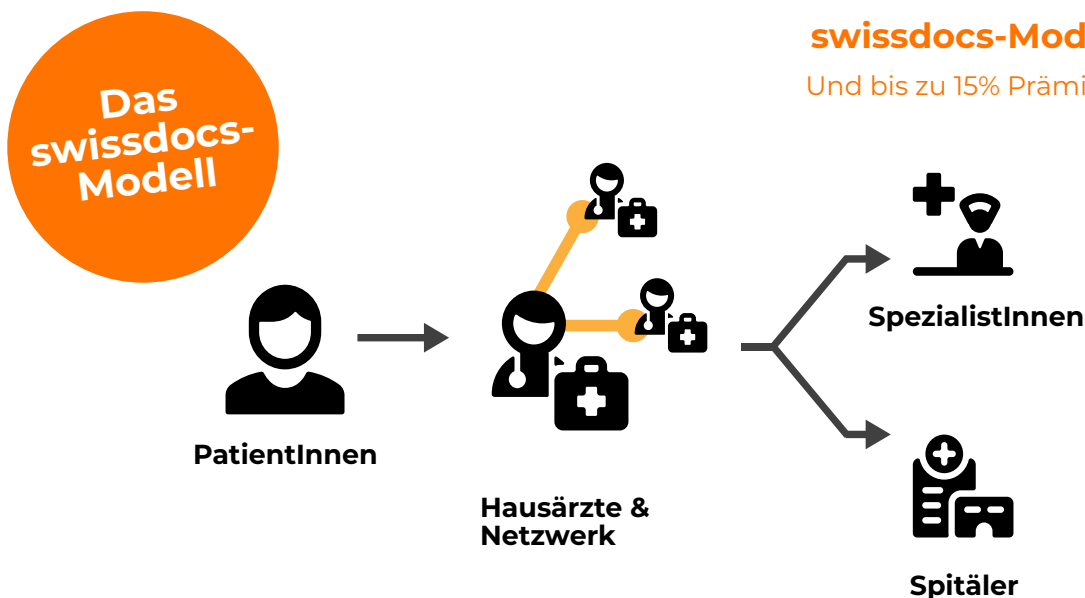 Das
swissdocs-
Modell
swissdocs-Mod
Und bis zu 15% Prämi
SpezialistInnen
PatientInnen
Hausärzte &
Netzwerk
Spitäler